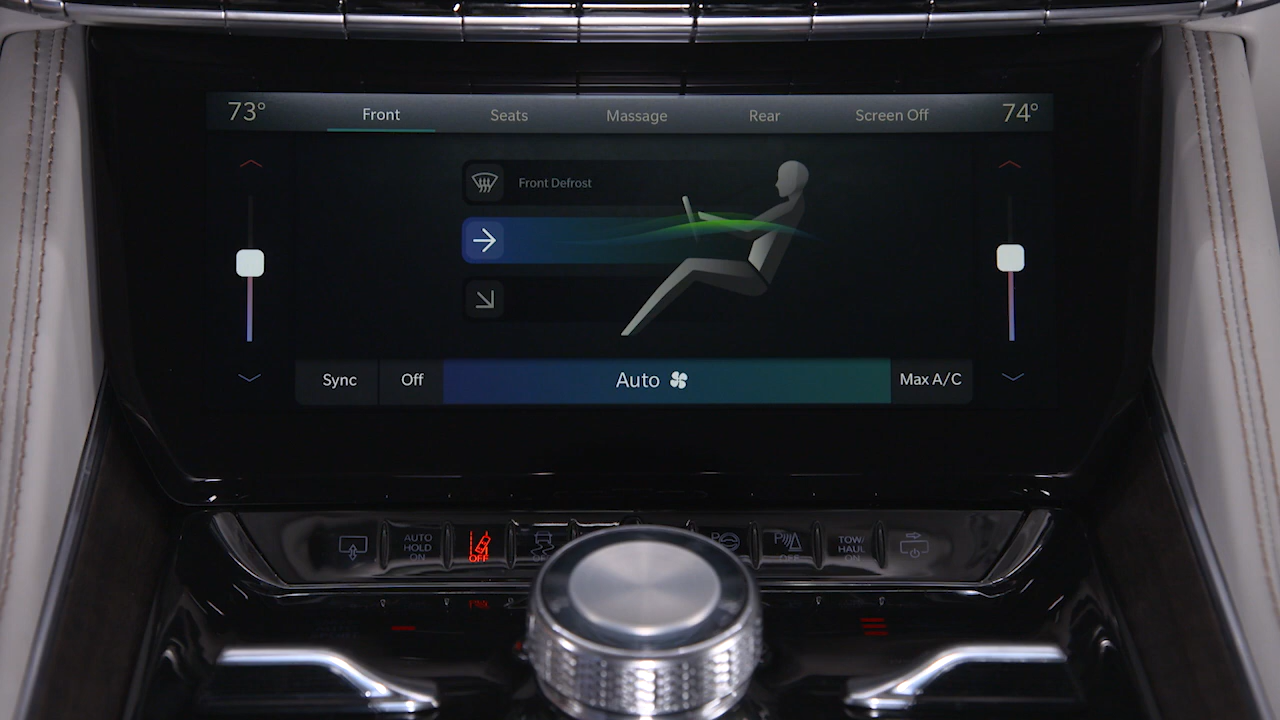 73° Front Seats Massage Rear Screen Off 74°
Front Defrost
Sync Off Auto Max A/C
AUTO
HOLD
ON
OFF
OFF
TOW/
HAUL
ON